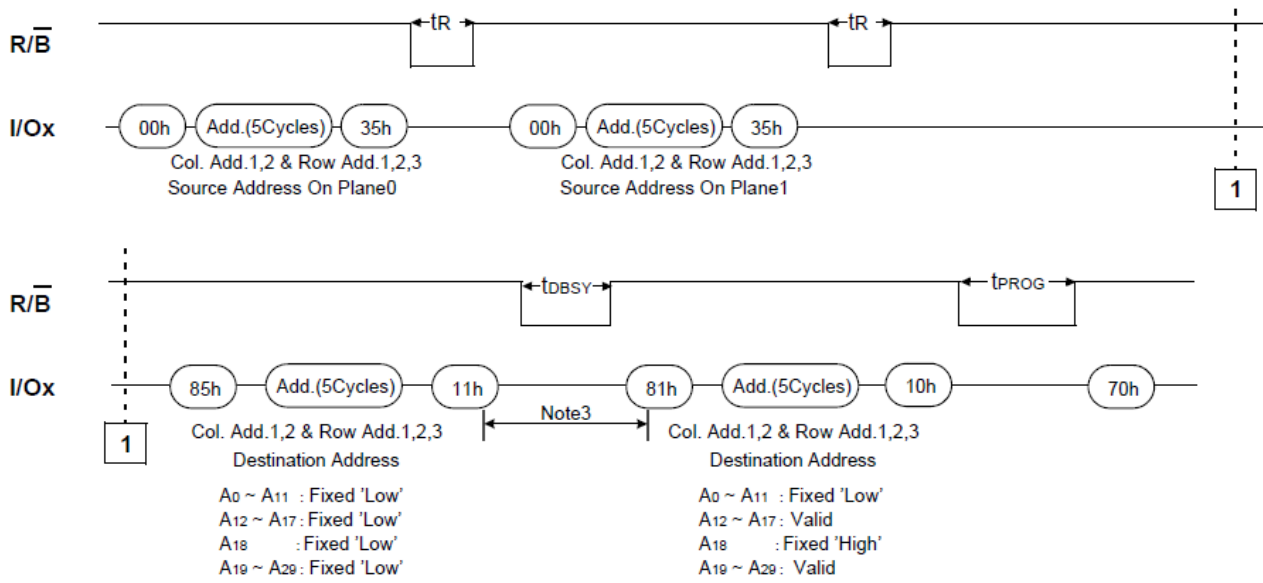 R/B
tR
tR
I/Ox
00h
Add.(5Cycles)
35h
00h
Add.(5Cycles)
35h
Col. Add.1,2 & Row Add.1,2,3
Source Address On Plane0
Col. Add.1,2 & Row Add.1,2,3
Source Address On Plane1
1
R/B
tDBSY
tPROG
I/Ox
85h
Add.(5Cycles)
11h
Note3
81h
Add.(5Cycles)
10h
70h
1
Col. Add.1,2 & Row Add.1,2,3
Destination Address
A0 ~ A11 : Fixed 'Low'
A12 ~ A17 : Fixed 'Low'
A18 : Fixed 'Low'
A19 ~ A29 : Fixed 'Low'
Col. Add.1,2 & Row Add.1,2,3
Destination Address
A0 ~ A11 : Fixed 'Low'
A12 ~ A17 : Valid
A18 : Fixed 'High'
A19 ~ A29 : Valid